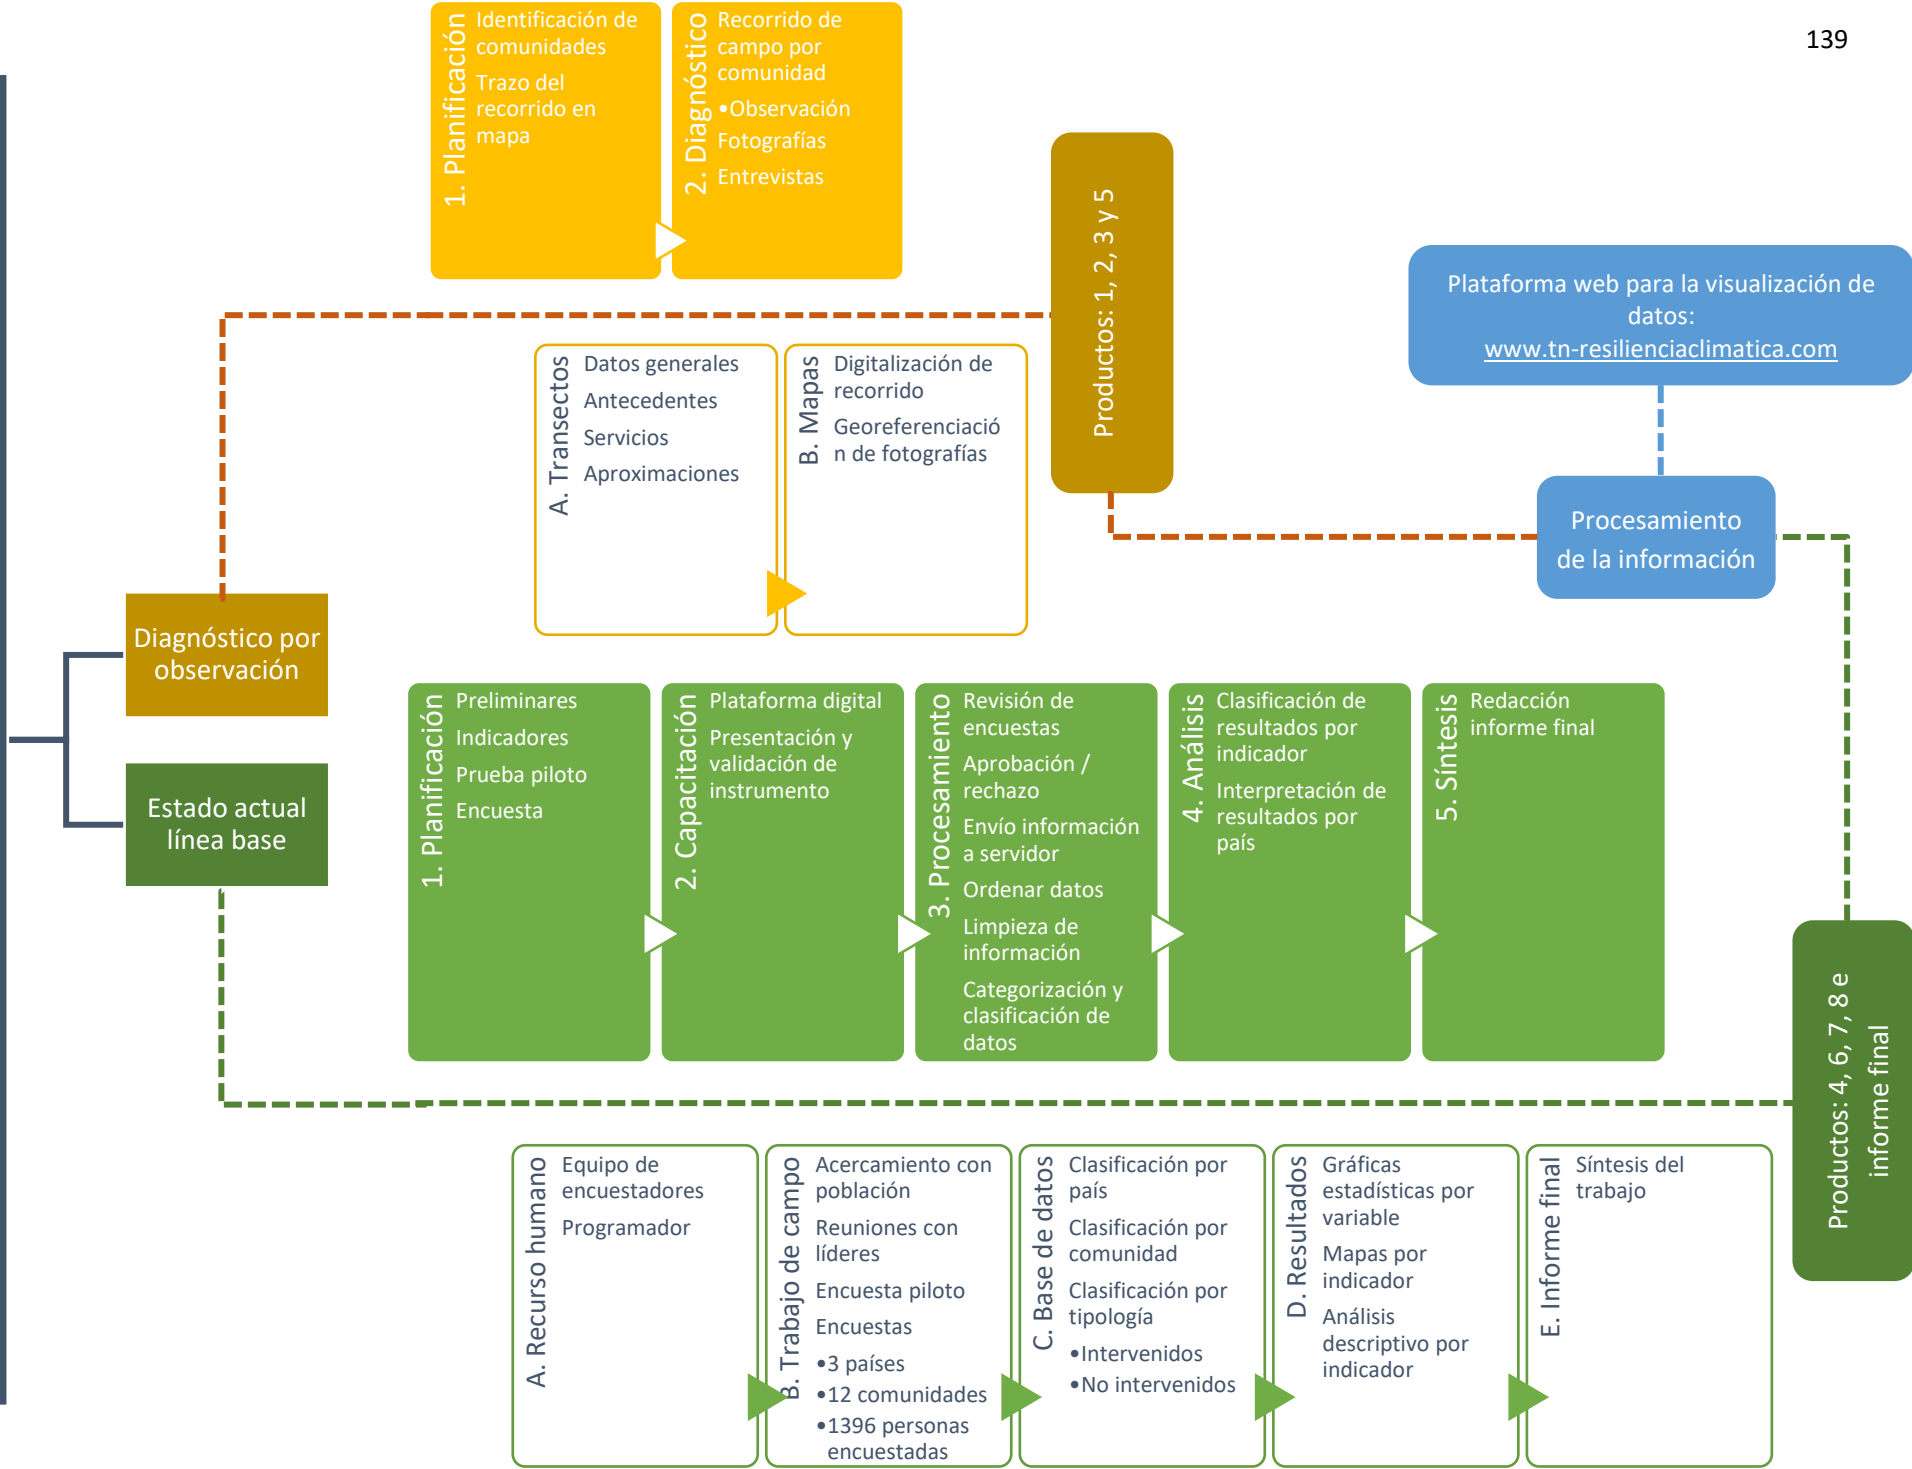 139
1. Planificación
Identificación de
comunidades
Trazo del
recorrido en
mapa
2. Diagnóstico
Recorrido de
campo por
comunidad
•Observación
Fotografías
Entrevistas
Productos: 1, 2, 3 y 5
Plataforma web para la visualización de
datos:
www.tn-resilienciaclimatica.com
A. Transectos
Datos generales
Antecedentes
Servicios
Aproximaciones
B. Mapas
Digitalización de
recorrido
Georeferenciació
n de fotografías
Procesamiento
de la información
Diagnóstico por
observación
Estado actual
línea base
1. Planificación
Preliminares
Indicadores
Prueba piloto
Encuesta
2. Capacitación
Plataforma digital
Presentación y
validación de
instrumento
3. Procesamiento
Revisión de
encuestas
Aprobación /
rechazo
Envío información
a servidor
Ordenar datos
Limpieza de
información
Categorización y
clasificación de
datos
4. Análisis
Clasificación de
resultados por
indicador
Interpretación de
resultados por
país
5. Síntesis
Redacción
informe final
Productos: 4, 6, 7, 8 e
informe final
A. Recurso humano
Equipo de
encuestadores
Programador
B. Trabajo de campo
Acercamiento con
población
Reuniones con
líderes
Encuesta piloto
Encuestas
•3 países
•12 comunidades
•1396 personas
encuestadas
C. Base de datos
Clasificación por
país
Clasificación por
comunidad
Clasificación por
tipología
•Intervenidos
•No intervenidos
D. Resultados
Gráficas
estadísticas por
variable
Mapas por
indicador
Análisis
descriptivo por
indicador
E. Informe final
Síntesis del
trabajo